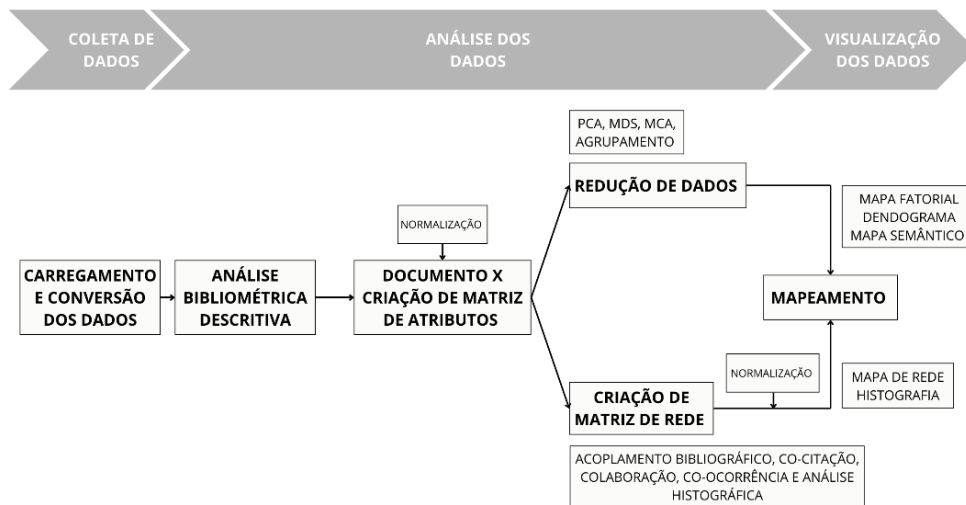 COLETA DE
DADOS
ANÁLISE DOS
DADOS
VISUALIZAÇÃO
DOS DADOS
PCA, MDS, MCA,
AGRUPAMENTO
REDUÇÃO DE DADOS
MAPA FATORIAL
DENDOGRAMA
MAPA SEMÂNTICO
NORMALIZAÇÃO
CARREGAMENTO
E CONVERSÃO
DOS DADOS
ANÁLISE
BIBLIOMÉTRICA
DESCRITIVA
DOCUMENTO X
CRIAÇÃO DE MATRIZ
DE ATRIBUTOS
MAPEAMENTO
NORMALIZAÇÃO
MAPA DE REDE
HISTOGRAFIA
CRIAÇÃO DE
MATRIZ DE REDE
ACOPLAMENTO BIBLIOGRÁFICO, CO-CITAÇÃO,
COLABORAÇÃO, CO-OCORRÊNCIA E ANÁLISE
HISTOGRÁFICA